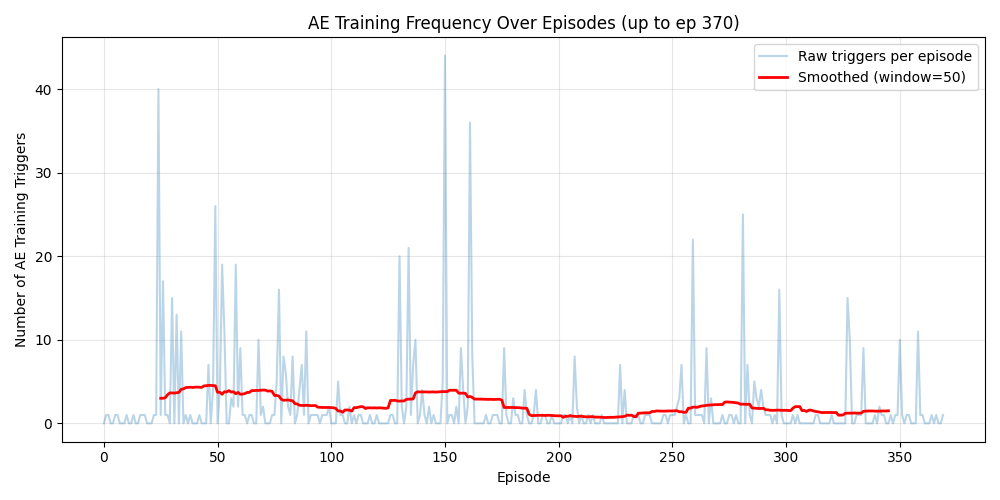 AE Training Frequency Over Episodes (up to ep 370)
Raw triggers per episode
Smoothed (window=50)
Number of AE Training Triggers
40
30
20
10
0
0 50 100 150 200 250 300 350
Episode